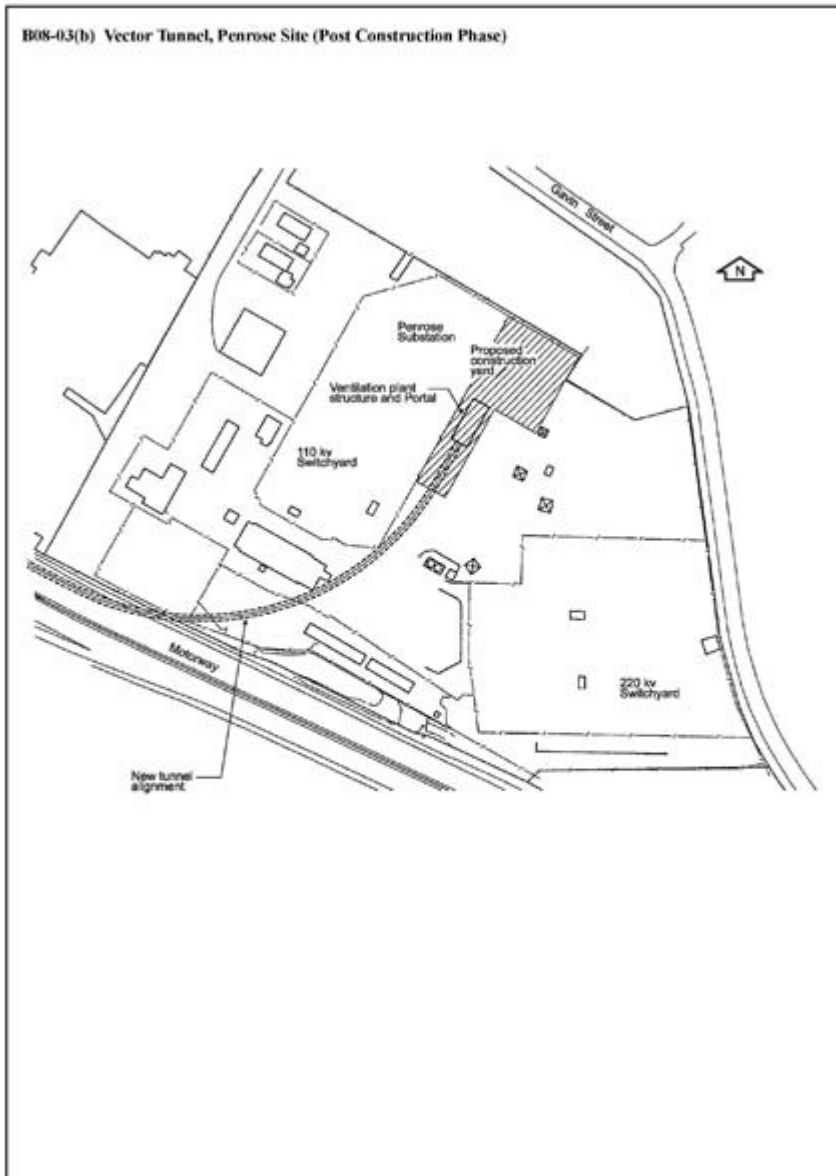 B08-03(b) Vector Tunnel, Penrose Site (Post Construction Phase)
Gavin Street
N
Penrose
Substation
Proposed
construction
yard
Ventilation plant
structure and Portal
110 kv
Switchyard
Motorway
220 kv
Switchyard
New tunnel
alignment